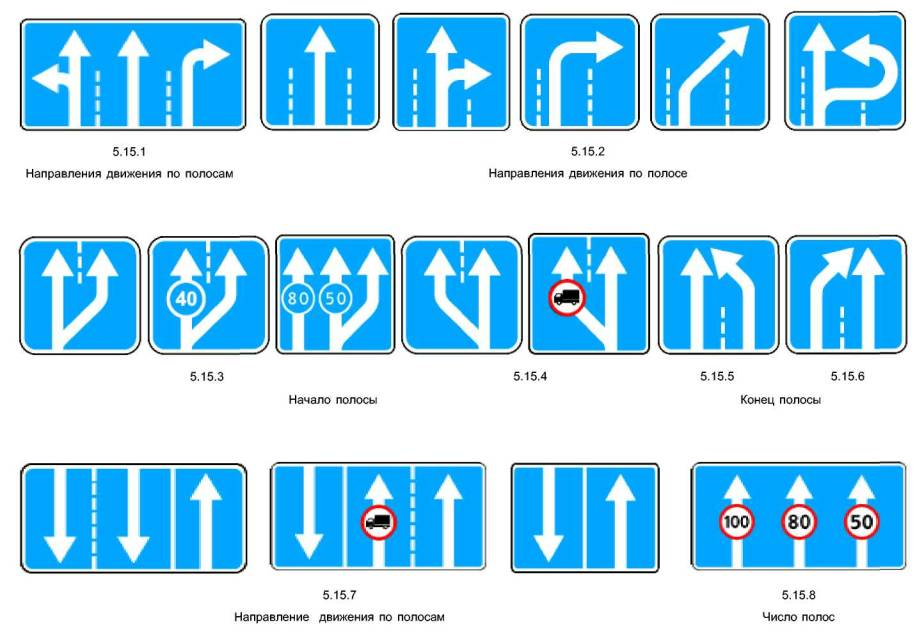 5.15.1
5.15.2
Направления движения по полосам
Направления движения по полосе
40
80
50
5.15.3
5.15.4
5.15.5
5.15.6
Начало полосы
Конец полосы
100
80
50
5.15.7
5.15.8
Направление движения по полосам
Число полос